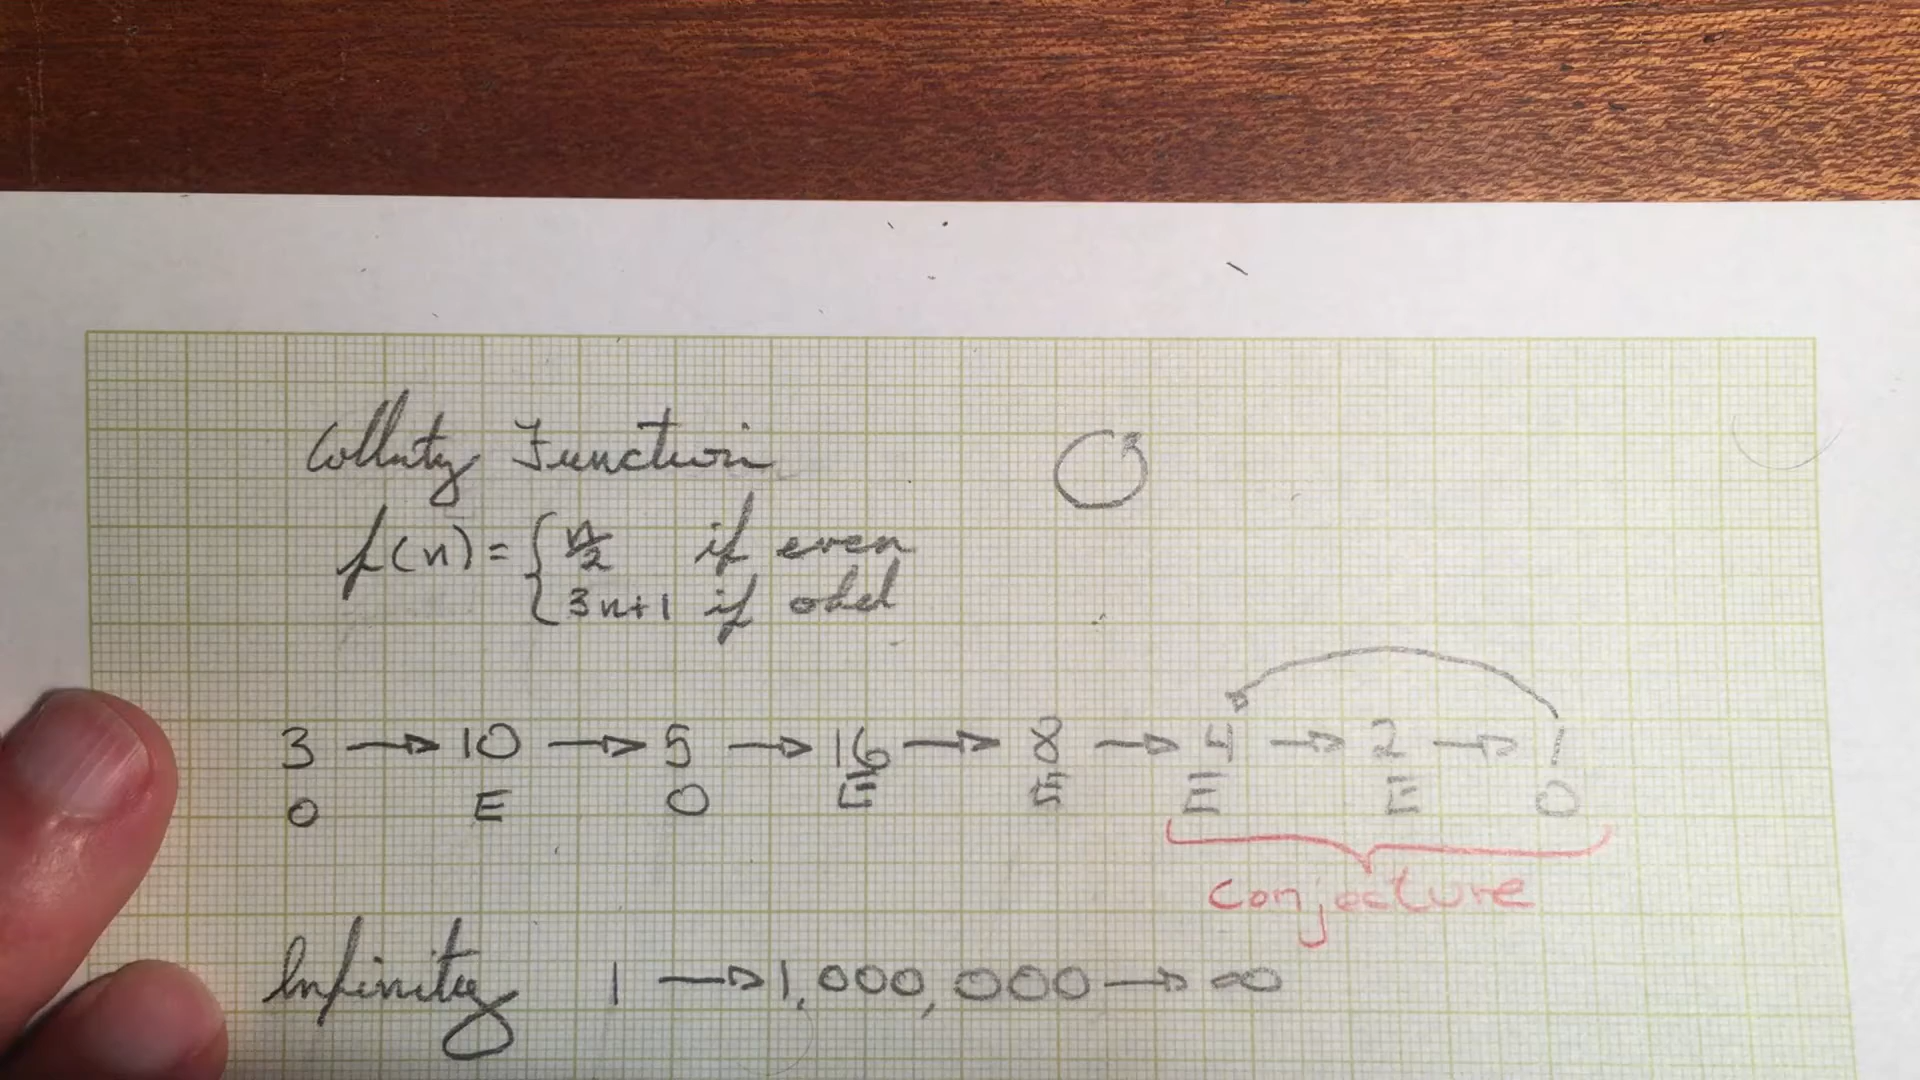 Collatz Function
f(n) = { n/2 if even
3n+1 if odd
3 → 10 → 5 → 16 → 8 → 4 → 2 → 1
O E O E E E E O
conjecture
Infinity 1 → 1,000,000 → ∞